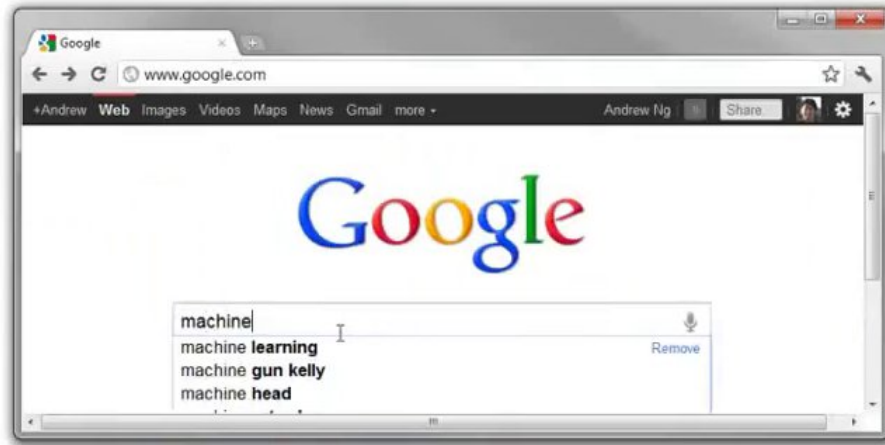 Google
www.google.com
+Andrew Web Images Videos Maps News Gmail more Andrew Ng Share
Google
machine
machine learning Remove
machine gun kelly
machine head